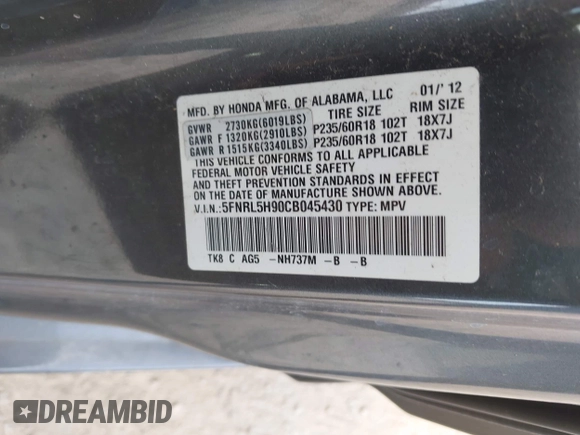 MFD. BY HONDA MFG. OF ALABAMA, LLC 01/'12
TIRE SIZE RIM SIZE
GVWR 2730KG(6019LBS)
GAWR F 1320KG(2910LBS) P235/60R18 102T 18X7J
GAWR R 1515KG(3340LBS) P235/60R18 102T 18X7J
THIS VEHICLE CONFORMS TO ALL APPLICABLE
FEDERAL MOTOR VEHICLE SAFETY
AND THEFT PREVENTION STANDARDS IN EFFECT
ON THE DATE OF MANUFACTURE SHOWN ABOVE.
V.I.N.:5FNRL5H90CB045430 TYPE: MPV
TK8 C AG5 -NH737M -B -B
DREAMBID